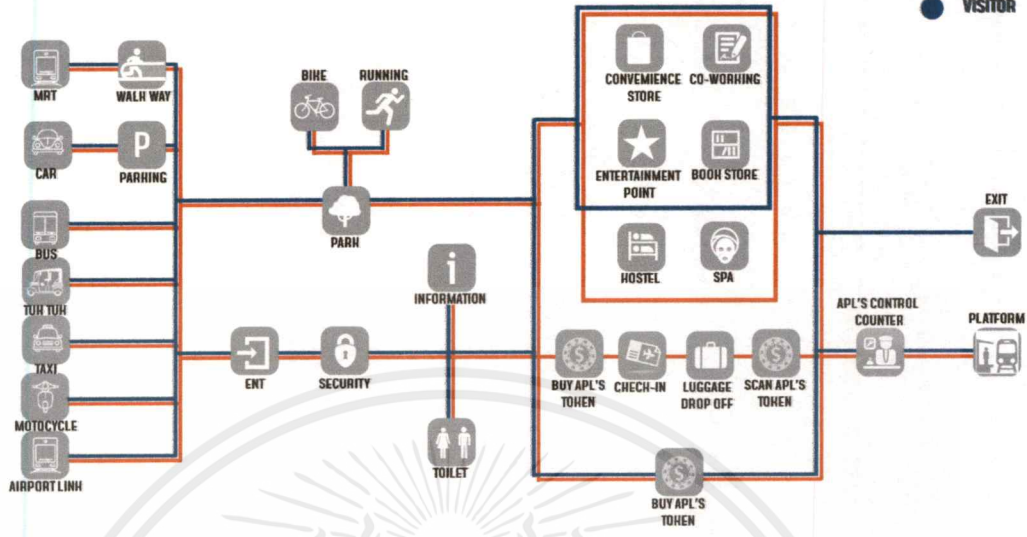 VISITOR
MRT
WALK WAY
CAR
P
PARKING
BUS
TUK TUK
TAXI
MOTOCYCLE
AIRPORT LINK
BIKE
RUNNING
PARK
i
INFORMATION
ENT
SECURITY
TOILET
CONVEMIENCE
STORE
CO-WORKING
ENTERTAINMENT
POINT
BOOK STORE
HOSTEL
SPA
$
BUY APL'S
TOKEN
CHECK-IN
LUGGAGE
DROP OFF
$
SCAN APL'S
TOKEN
$
BUY APL'S
TOKEN
APL'S CONTROL
COUNTER
EXIT
PLATFORM